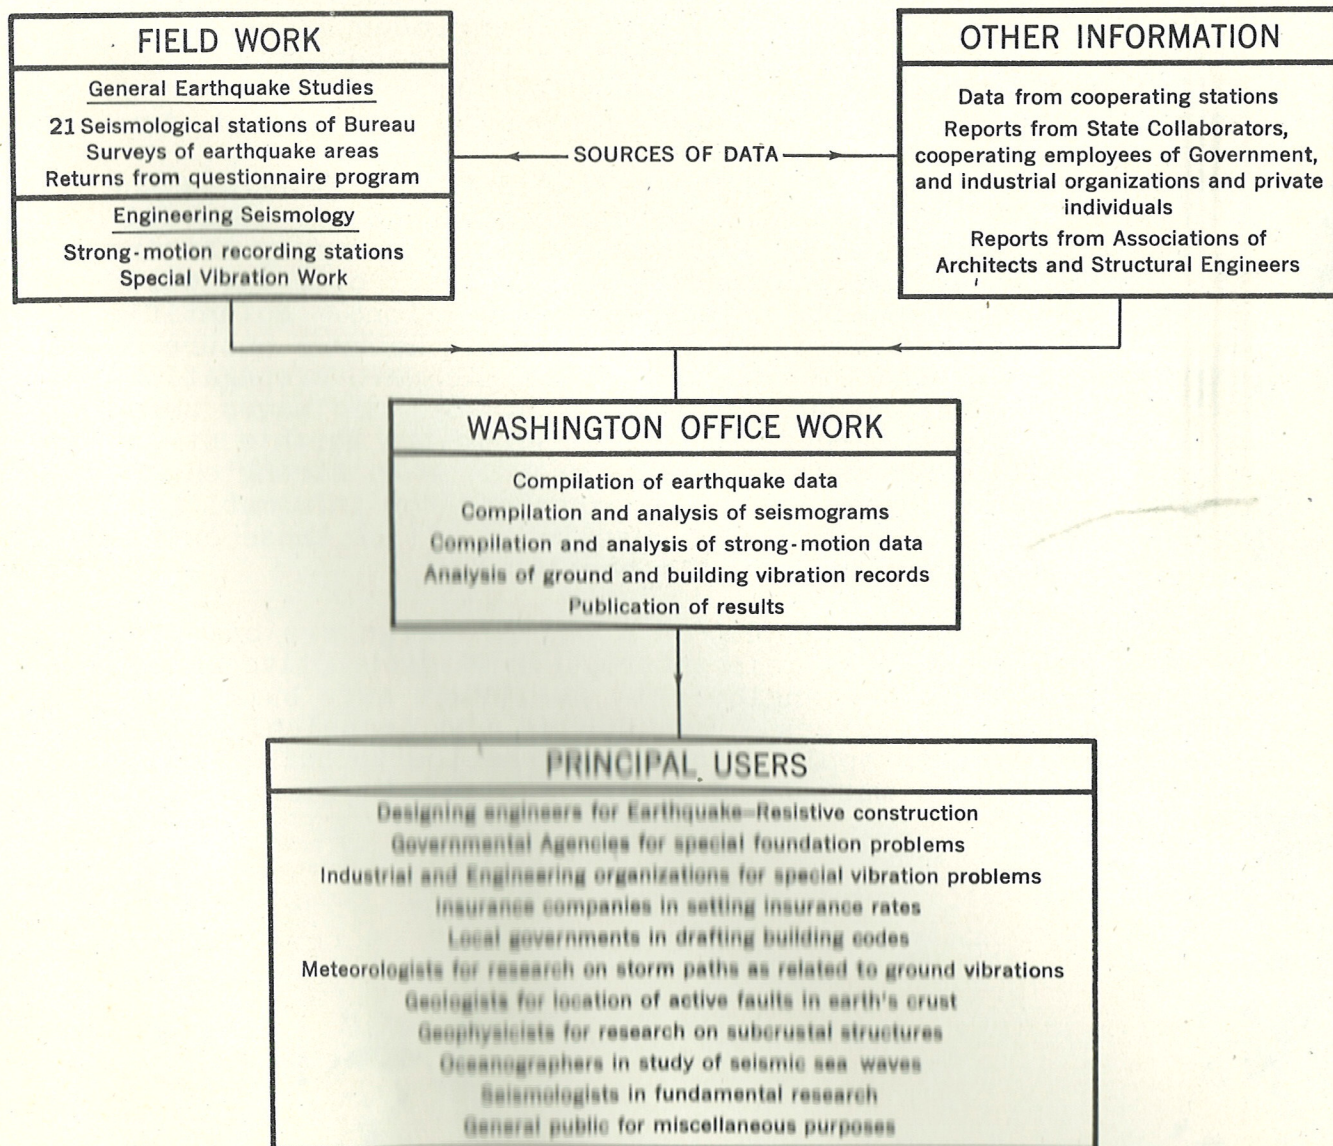 FIELD WORK
General Earthquake Studies
21 Seismological stations of Bureau
Surveys of earthquake areas
Returns from questionnaire program
Engineering Seismology
Strong-motion recording stations
Special Vibration Work
SOURCES OF DATA
OTHER INFORMATION
Data from cooperating stations
Reports from State Collaborators,
cooperating employees of Government,
and industrial organizations and private
individuals
Reports from Associations of
Architects and Structural Engineers
WASHINGTON OFFICE WORK
Compilation of earthquake data
Compilation and analysis of seismograms
Compilation and analysis of strong-motion data
Analysis of ground and building vibration records
Publication of results
PRINCIPAL USERS
Designing engineers for Earthquake-Resistive construction
Governmental Agencies for special foundation problems
Industrial and Engineering organizations for special vibration problems
Insurance companies in setting insurance rates
Local governments in drafting building codes
Meteorologists for research on storm paths as related to ground vibrations
Geologists for location of active faults in earth's crust
Geophysicists for research on subcrustal structures
Oceanographers in study of seismic sea waves
Seismologists in fundamental research
General public for miscellaneous purposes